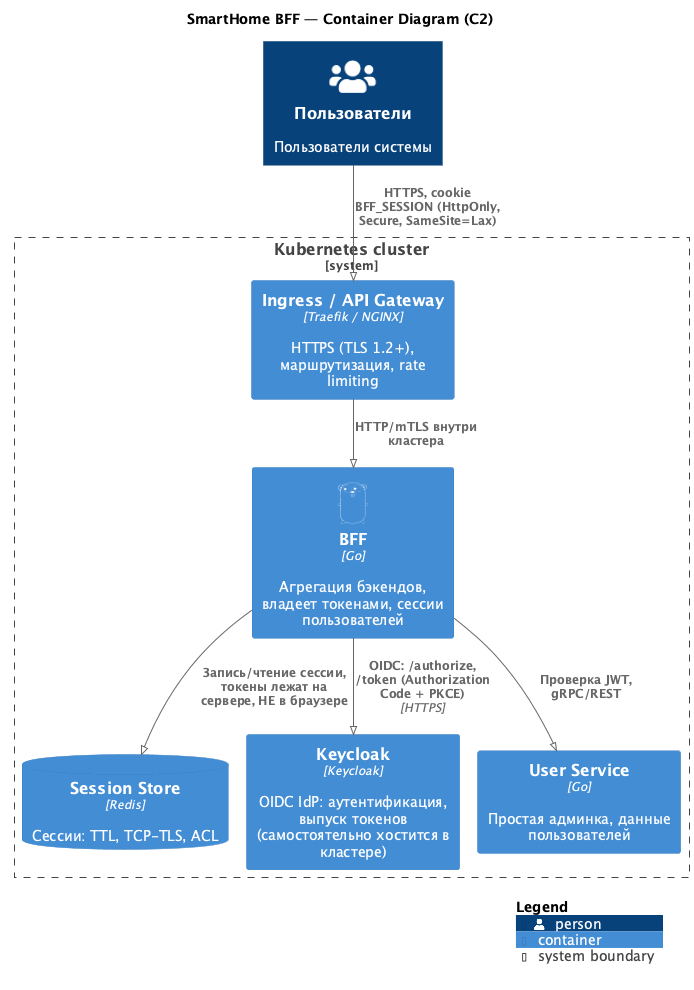 SmartHome BFF — Container Diagram (C2)
Пользователи
Пользователи системы
HTTPS, cookie
BFF_SESSION (HttpOnly,
Secure, SameSite=Lax)
Kubernetes cluster
[system]
Ingress / API Gateway
[Traefik / NGINX]
HTTPS (TLS 1.2+),
маршрутизация, rate
limiting
HTTP/mTLS внутри
кластера
BFF
[Go]
Агрегация бэкендов,
владеет токенами, сессии
пользователей
Запись/чтение сессии,
токены лежат на
сервере, НЕ в браузере
OIDC: /authorize,
/token (Authorization
Code + PKCE)
[HTTPS]
Проверка JWT,
gRPC/REST
Session Store
[Redis]
Сессии: TTL, TCP-TLS, ACL
Keycloak
[Keycloak]
OIDC IdP: аутентификация,
выпуск токенов
(самостоятельно хостится в
кластере)
User Service
[Go]
Простая админка, данные
пользователей
Legend
person
container
system boundary